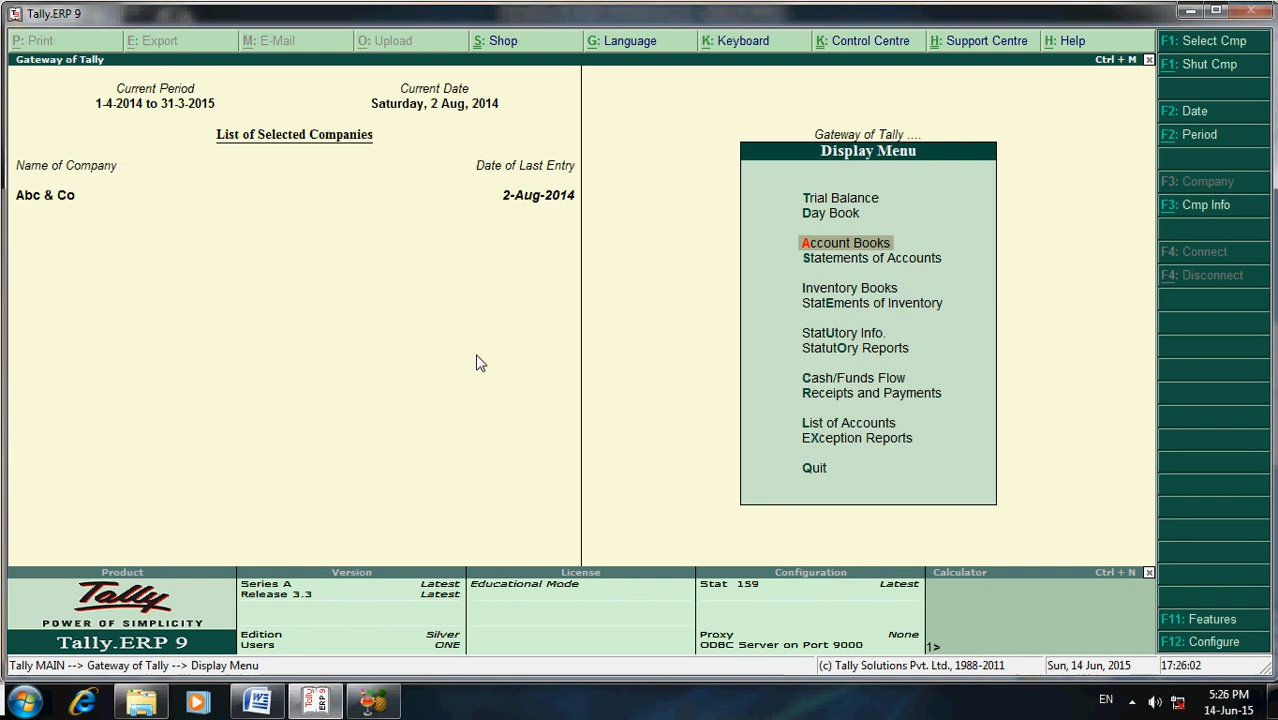 Tally.ERP 9
P: Print E: Export M: E-Mail O: Upload S: Shop G: Language K: Keyboard K: Control Centre H: Support Centre H: Help
Gateway of Tally Ctrl + M
Current Period Current Date
1-4-2014 to 31-3-2015 Saturday, 2 Aug, 2014
List of Selected Companies
Name of Company Date of Last Entry
Abc & Co 2-Aug-2014
Gateway of Tally ....
Display Menu
Trial Balance
Day Book
Account Books
Statements of Accounts
Inventory Books
StatEments of Inventory
StatUtory Info.
StatutOry Reports
Cash/Funds Flow
Receipts and Payments
List of Accounts
EXception Reports
Quit
F1: Select Cmp
F1: Shut Cmp
F2: Date
F2: Period
F3: Company
F3: Cmp Info
F4: Connect
F4: Disconnect
F11: Features
F12: Configure
Product Version License Configuration Calculator Ctrl + N
Tally
POWER OF SIMPLICITY
Tally.ERP 9
Series A Latest
Release 3.3 Latest
Edition Silver
Users ONE
Educational Mode
Stat 159 Latest
Proxy None
ODBC Server on Port 9000
1>
Tally MAIN --> Gateway of Tally --> Display Menu (c) Tally Solutions Pvt. Ltd., 1988-2011 Sun, 14 Jun, 2015 17:26:02
EN 5:26 PM
14-Jun-15